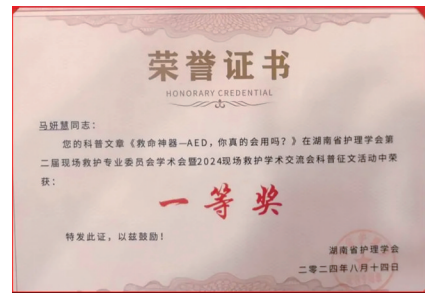 荣誉证书
HONORARY CREDENTIAL
马妍慧同志：
您的科普文章《救命神器—AED，你真的会用吗？》在湖南省护理学会第
二届现场救护专业委员会学术会暨2024现场救护学术交流会科普征文活动中荣
获：
一等奖
特发此证，以兹鼓励！
湖南省护理学会
二零二四年八月十四日